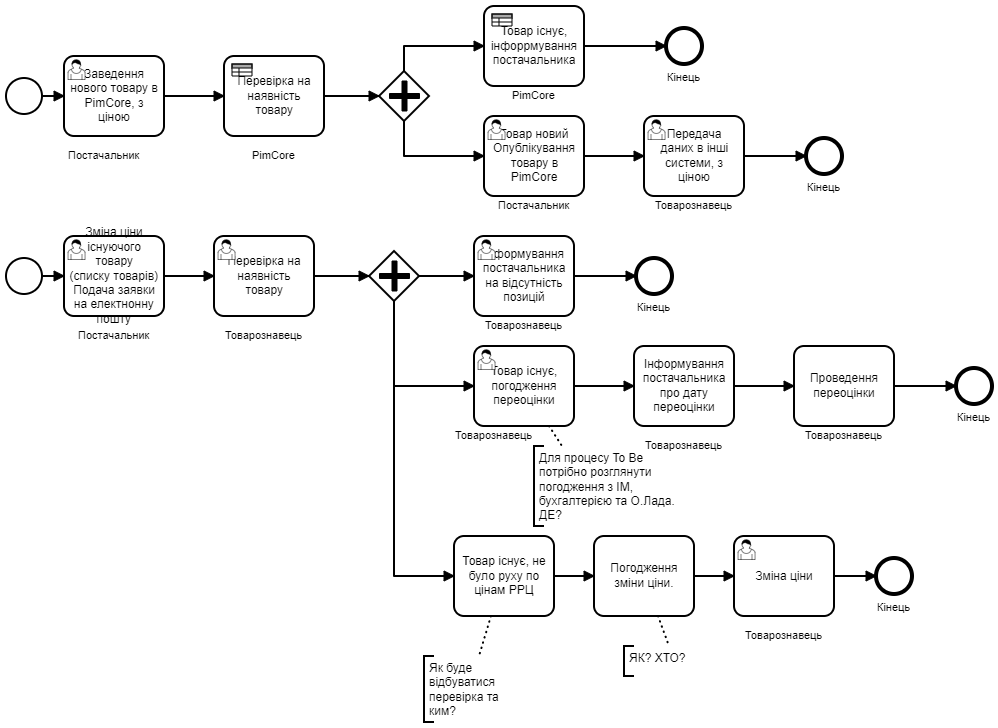 Заведення
нового товару в
PimCore, з
ціною
Постачальник
Перевірка на
наявність
товару
PimCore
Товар існує,
інфоррмування
постачальника
PimCore
Кінець
Товар новий
Опублікування
товару в
PimCore
Постачальник
Передача
даних в інші
системи, з
ціною
Товарознавець
Кінець
Зміна ціни
існуючого
товару
(списку товарів)
Подача заявки
на електнонну
пошту
Постачальник
Перевірка на
наявність
товару
Товарознавець
Іформування
постачальника
на відсутність
позицій
Товарознавець
Кінець
Товар існує,
погодження
переоцінки
Товарознавець
Інформування
постачальника
про дату
переоцінки
Товарознавець
Проведення
переоцінки
Товарознавець
Кінець
Для процесу To Be
потрібно розглянути
погодження з ІМ,
бухгалтерією та О.Лада.
ДЕ?
Товар існує, не
було руху по
цінам РРЦ
Погодження
зміни ціни.
Зміна ціни
Товарознавець
Кінець
Як буде
відбуватися
перевірка та
ким?
ЯК? ХТО?